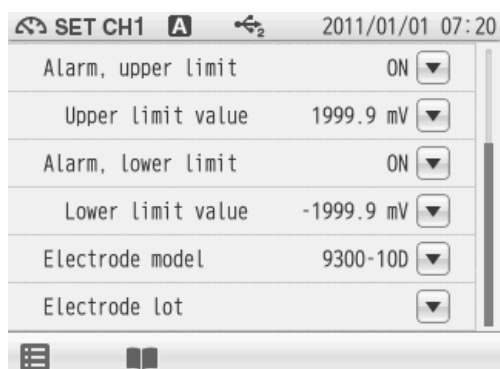 SET CH1 A 2 2011/01/01 07:20
Alarm, upper limit ON
Upper limit value 1999.9 mV
Alarm, lower limit ON
Lower limit value -1999.9 mV
Electrode model 9300-10D
Electrode lot